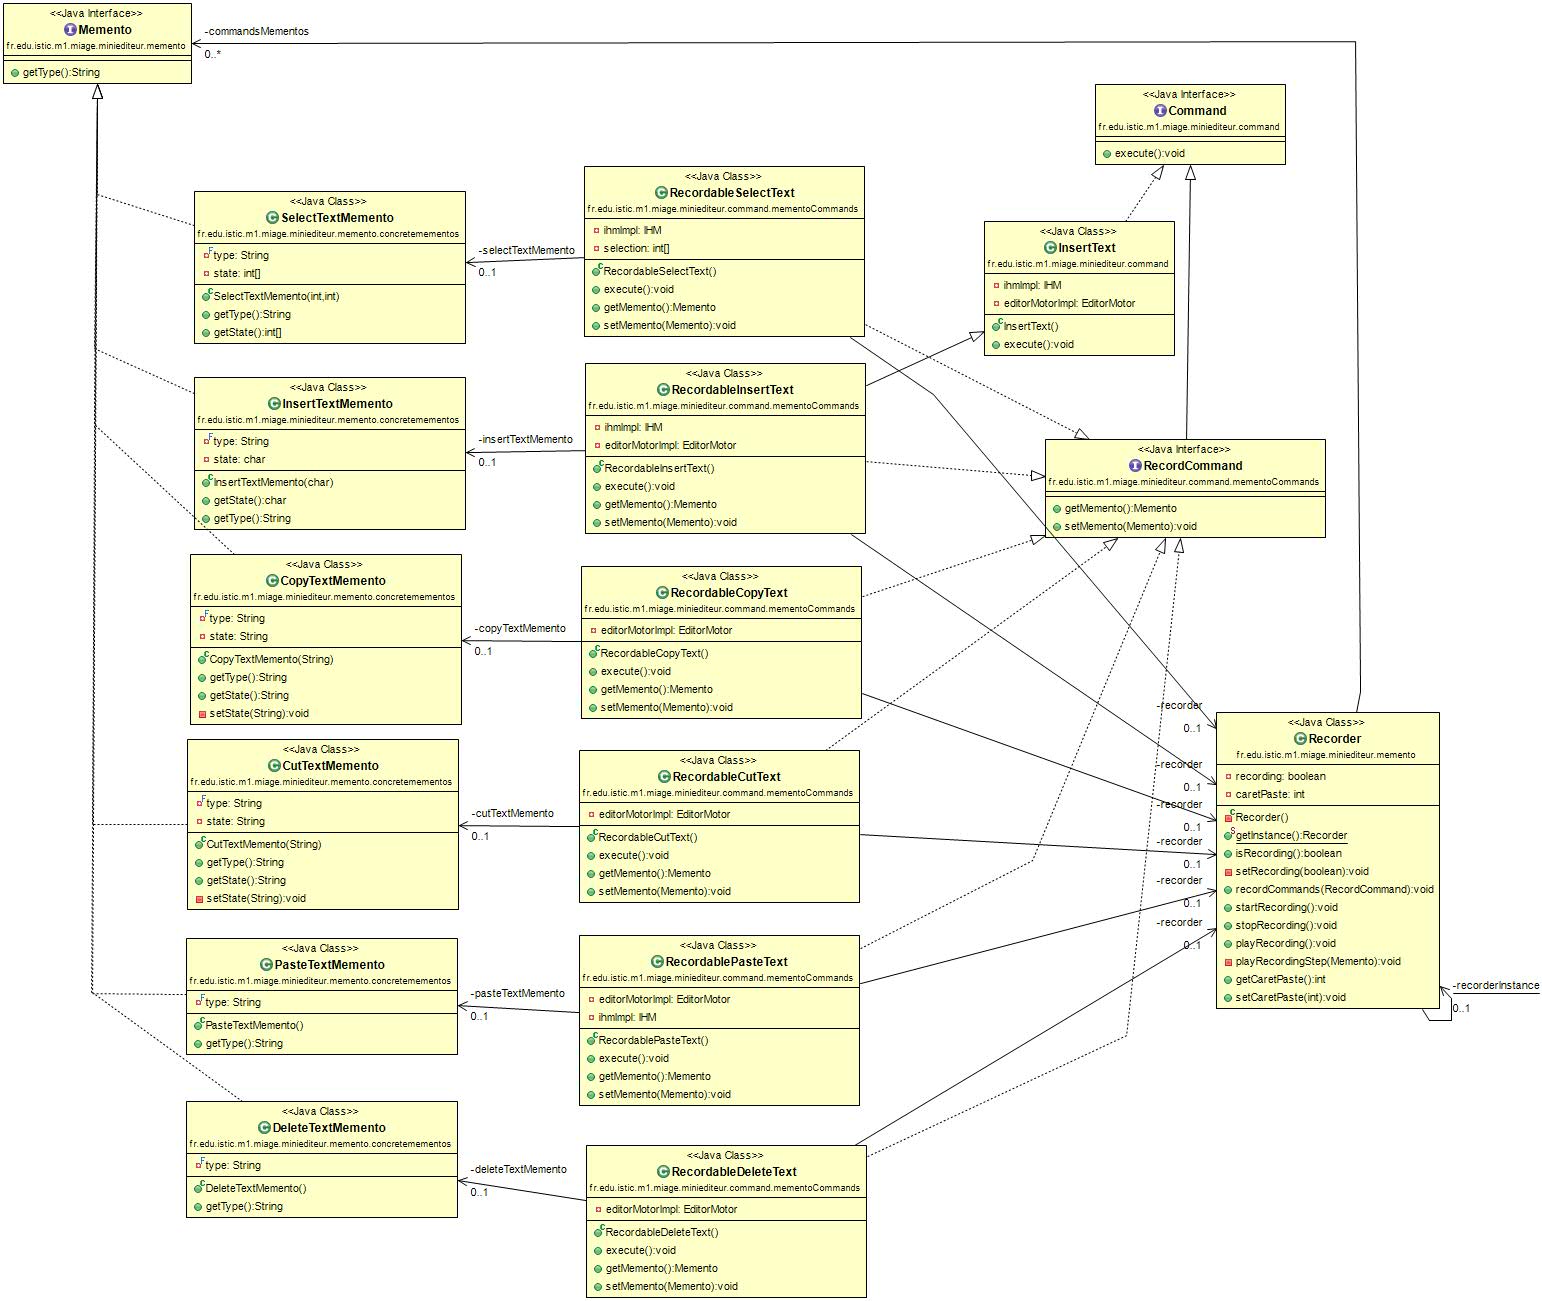 <<Java Interface>>
Memento
fr.edu.istic.m1.miage.miniediteur.memento
getType():String
-commandsMementos
0..*
<<Java Interface>>
Command
fr.edu.istic.m1.miage.miniediteur.command
execute():void
<<Java Class>>
SelectTextMemento
fr.edu.istic.m1.miage.miniediteur.memento.concretemementos
type: String
state: int[]
SelectTextMemento(int,int)
getType():String
getState():int[]
-selectTextMemento
0..1
<<Java Class>>
RecordableSelectText
fr.edu.istic.m1.miage.miniediteur.command.mementoCommands
ihmImpl: IHM
selection: int[]
RecordableSelectText()
execute():void
getMemento():Memento
setMemento(Memento):void
<<Java Class>>
InsertText
fr.edu.istic.m1.miage.miniediteur.command
ihmImpl: IHM
editorMotorImpl: EditorMotor
InsertText()
execute():void
<<Java Class>>
InsertTextMemento
fr.edu.istic.m1.miage.miniediteur.memento.concretemementos
type: String
state: char
InsertTextMemento(char)
getState():char
getType():String
-insertTextMemento
0..1
<<Java Class>>
RecordableInsertText
fr.edu.istic.m1.miage.miniediteur.command.mementoCommands
ihmImpl: IHM
editorMotorImpl: EditorMotor
RecordableInsertText()
execute():void
getMemento():Memento
setMemento(Memento):void
<<Java Interface>>
RecordCommand
fr.edu.istic.m1.miage.miniediteur.command.mementoCommands
getMemento():Memento
setMemento(Memento):void
<<Java Class>>
CopyTextMemento
fr.edu.istic.m1.miage.miniediteur.memento.concretemementos
type: String
state: String
CopyTextMemento(String)
getType():String
getState():String
setState(String):void
-copyTextMemento
0..1
<<Java Class>>
RecordableCopyText
fr.edu.istic.m1.miage.miniediteur.command.mementoCommands
editorMotorImpl: EditorMotor
RecordableCopyText()
execute():void
getMemento():Memento
setMemento(Memento):void
<<Java Class>>
CutTextMemento
fr.edu.istic.m1.miage.miniediteur.memento.concretemementos
type: String
state: String
CutTextMemento(String)
getType():String
getState():String
setState(String):void
-cutTextMemento
0..1
<<Java Class>>
RecordableCutText
fr.edu.istic.m1.miage.miniediteur.command.mementoCommands
editorMotorImpl: EditorMotor
RecordableCutText()
execute():void
getMemento():Memento
setMemento(Memento):void
-recorder
0..1
-recorder
0..1
-recorder
0..1
-recorder
0..1
-recorder
0..1
-recorder
0..1
<<Java Class>>
Recorder
fr.edu.istic.m1.miage.miniediteur.memento
recording: boolean
caretPaste: int
Recorder()
getInstance():Recorder
isRecording():boolean
setRecording(boolean):void
recordCommands(RecordCommand):void
startRecording():void
stopRecording():void
playRecording():void
playRecordingStep(Memento):void
getCaretPaste():int
setCaretPaste(int):void
-recorderInstance
0..1
<<Java Class>>
PasteTextMemento
fr.edu.istic.m1.miage.miniediteur.memento.concretemementos
type: String
PasteTextMemento()
getType():String
-pasteTextMemento
0..1
<<Java Class>>
RecordablePasteText
fr.edu.istic.m1.miage.miniediteur.command.mementoCommands
editorMotorImpl: EditorMotor
ihmImpl: IHM
RecordablePasteText()
execute():void
getMemento():Memento
setMemento(Memento):void
<<Java Class>>
DeleteTextMemento
fr.edu.istic.m1.miage.miniediteur.memento.concretemementos
type: String
DeleteTextMemento()
getType():String
-deleteTextMemento
0..1
<<Java Class>>
RecordableDeleteText
fr.edu.istic.m1.miage.miniediteur.command.mementoCommands
editorMotorImpl: EditorMotor
RecordableDeleteText()
execute():void
getMemento():Memento
setMemento(Memento):void